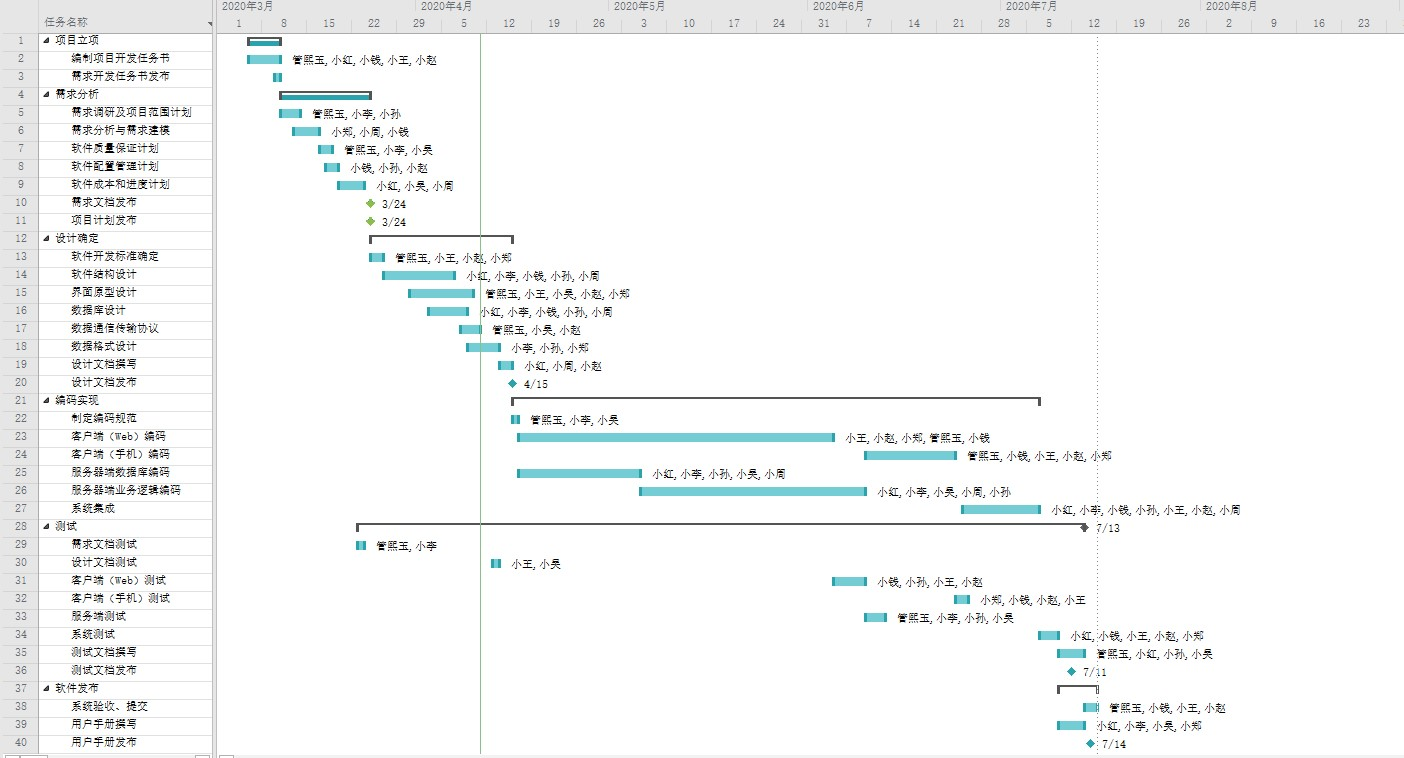 2020年3月 2020年4月 2020年5月 2020年6月 2020年7月 2020年8月
任务名称 1 8 15 22 29 5 12 19 26 3 10 17 24 31 7 14 21 28 5 12 19 26 2 9 16 23
1 项目立项
2 编制项目开发任务书 管熙玉, 小红, 小钱, 小王, 小赵
3 需求开发任务书发布
4 需求分析
5 需求调研及项目范围计划 管熙玉, 小李, 小孙
6 需求分析与需求建模 小郑, 小周, 小钱
7 软件质量保证计划 管熙玉, 小李, 小吴
8 软件配置管理计划 小钱, 小孙, 小赵
9 软件成本和进度计划 小红, 小吴, 小周
10 需求文档发布 3/24
11 项目计划发布 3/24
12 设计确定
13 软件开发标准确定 管熙玉, 小王, 小赵, 小郑
14 软件结构设计 小红, 小李, 小钱, 小孙, 小周
15 界面原型设计 管熙玉, 小王, 小吴, 小赵, 小郑
16 数据库设计 小红, 小李, 小钱, 小孙, 小周
17 数据通信传输协议 管熙玉, 小吴, 小赵
18 数据格式设计 小李, 小孙, 小郑
19 设计文档撰写 小红, 小周, 小赵
20 设计文档发布 4/15
21 编码实现
22 制定编码规范 管熙玉, 小李, 小吴
23 客户端（Web）编码 小王, 小赵, 小郑, 管熙玉, 小钱
24 客户端（手机）编码 管熙玉, 小钱, 小王, 小赵, 小郑
25 服务器端数据库编码 小红, 小李, 小孙, 小吴, 小周
26 服务器端业务逻辑编码 小红, 小李, 小吴, 小周, 小孙
27 系统集成 小红, 小李, 小钱, 小孙, 小王, 小赵, 小周
28 测试 7/13
29 需求文档测试 管熙玉, 小李
30 设计文档测试 小王, 小吴
31 客户端（Web）测试 小钱, 小孙, 小王, 小赵
32 客户端（手机）测试 小郑, 小钱, 小赵, 小王
33 服务端测试 管熙玉, 小李, 小孙, 小吴
34 系统测试 小红, 小钱, 小王, 小赵, 小郑
35 测试文档撰写 管熙玉, 小红, 小孙, 小吴
36 测试文档发布 7/11
37 软件发布
38 系统验收、提交 管熙玉, 小钱, 小王, 小赵
39 用户手册撰写 小红, 小李, 小吴, 小郑
40 用户手册发布 7/14